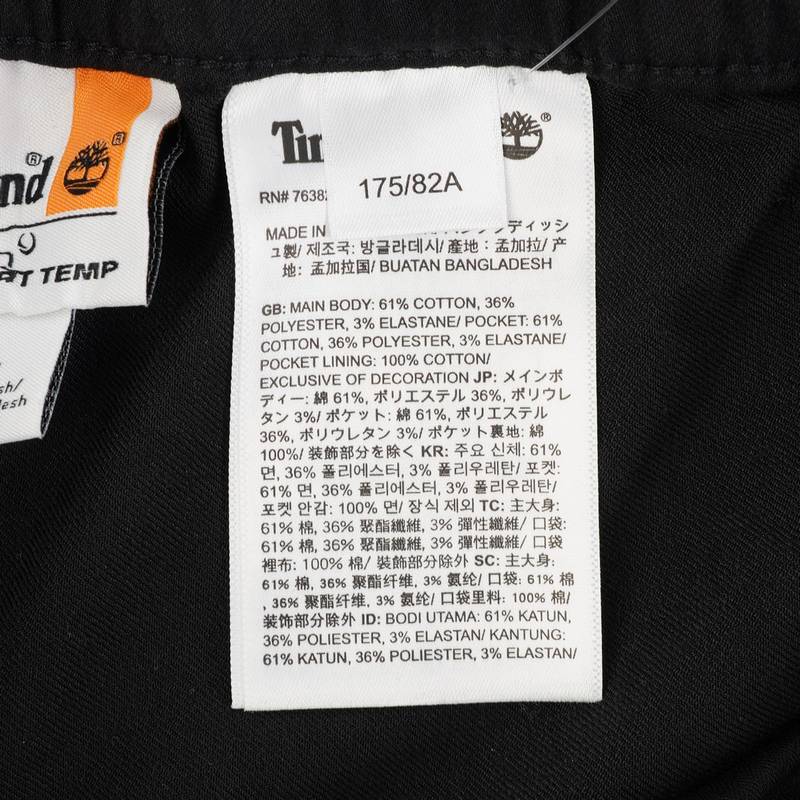 nd®
RT TEMP
sh/
desh
®
RN# 7638
175/82A
MADE IN
ュ製/ 제조국: 방글라데시/ 產地：孟加拉/ 产
地：孟加拉国/ BUATAN BANGLADESH
GB: MAIN BODY: 61% COTTON, 36%
POLYESTER, 3% ELASTANE/ POCKET: 61%
COTTON, 36% POLYESTER, 3% ELASTANE/
POCKET LINING: 100% COTTON/
EXCLUSIVE OF DECORATION JP: メインボ
ディー: 綿 61%, ポリエステル 36%, ポリウレ
タン 3%/ ポケット: 綿 61%, ポリエステル
36%, ポリウレタン 3%/ ポケット裏地: 綿
100%/ 装飾部分を除く KR: 주요 신체: 61%
면, 36% 폴리에스터, 3% 폴리우레탄/ 포켓:
61% 면, 36% 폴리에스터, 3% 폴리우레탄/
포켓 안감: 100% 면/ 장식 제외 TC: 主大身:
61% 棉, 36% 聚酯纖維, 3% 彈性纖維/ 口袋:
61% 棉, 36% 聚酯纖維, 3% 彈性纖維/ 口袋
裡布: 100% 棉/ 裝飾部分除外 SC: 主大身:
61% 棉, 36% 聚酯纤维, 3% 氨纶/ 口袋: 61% 棉
, 36% 聚酯纤维, 3% 氨纶/ 口袋里料: 100% 棉/
装饰部分除外 ID: BODI UTAMA: 61% KATUN,
36% POLIESTER, 3% ELASTAN/ KANTUNG:
61% KATUN, 36% POLIESTER, 3% ELASTAN/